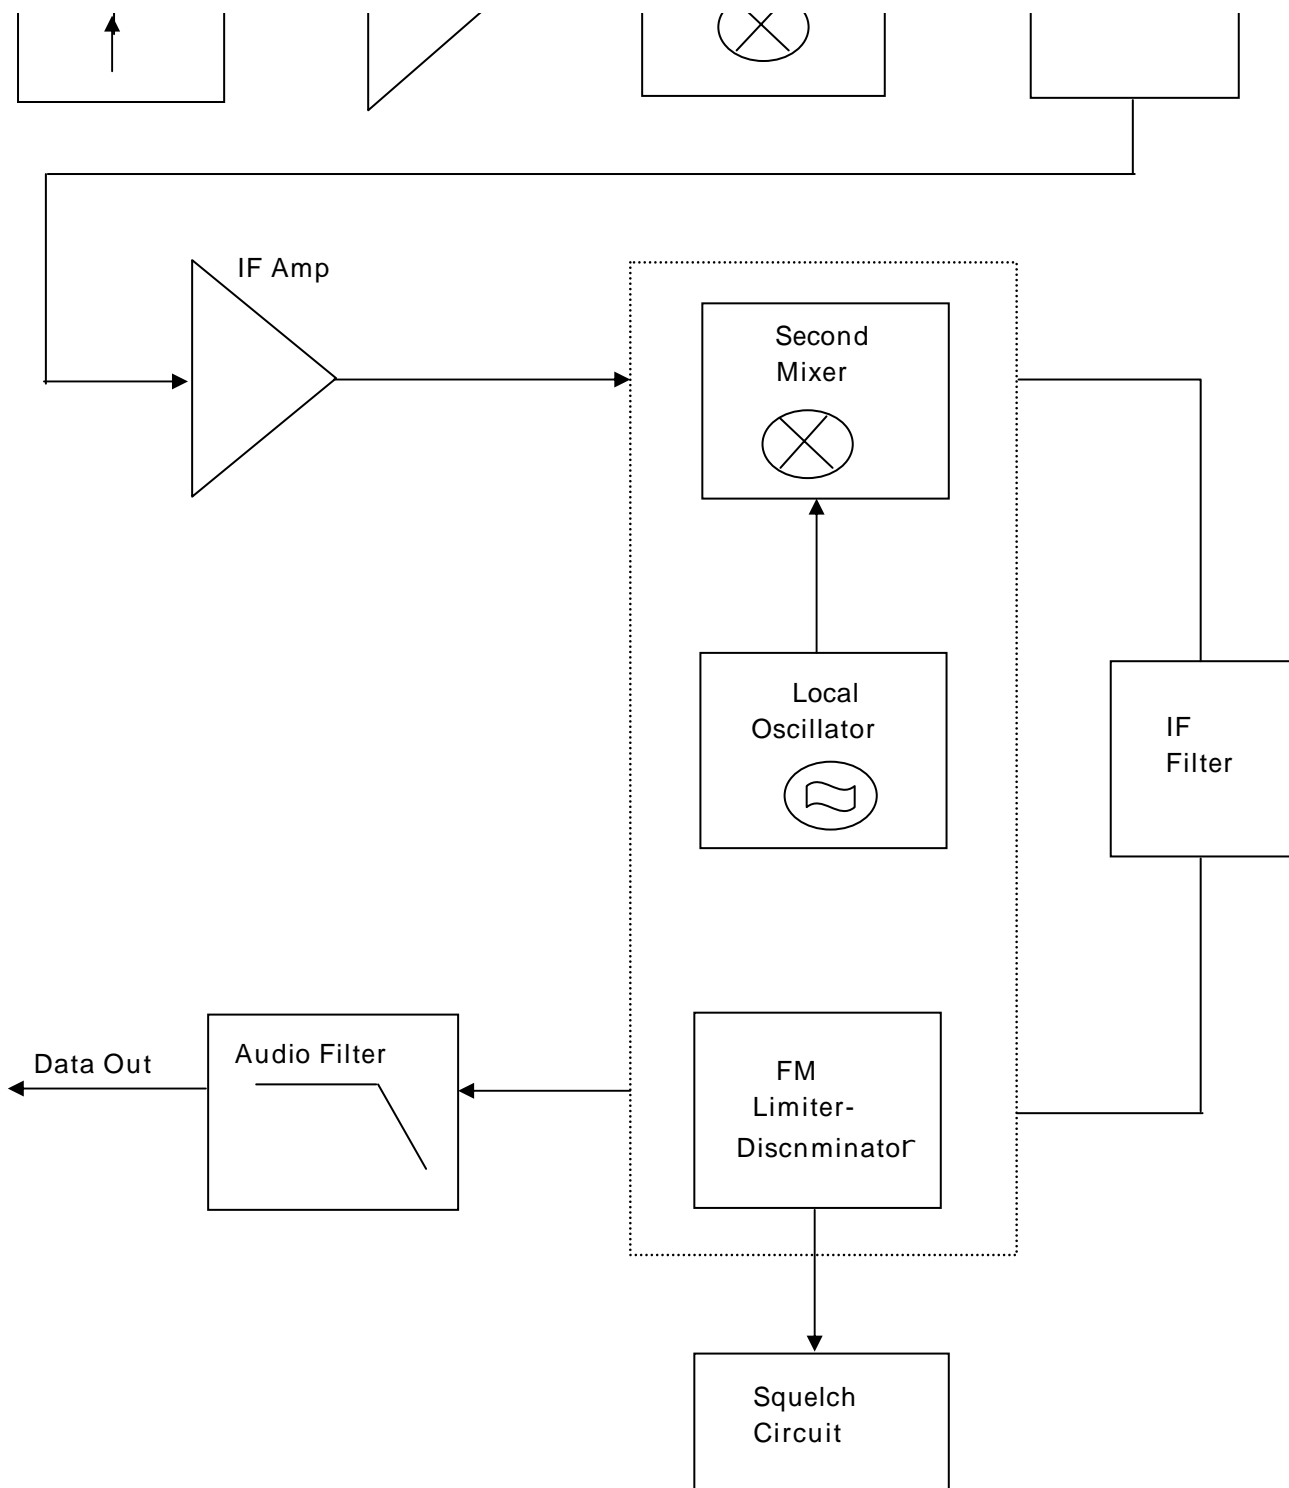 IF Amp
Second
Mixer
Local
Oscillator
IF
Filter
Data Out
Audio Filter
FM
Limiter-
Discnminator
Squelch
Circuit